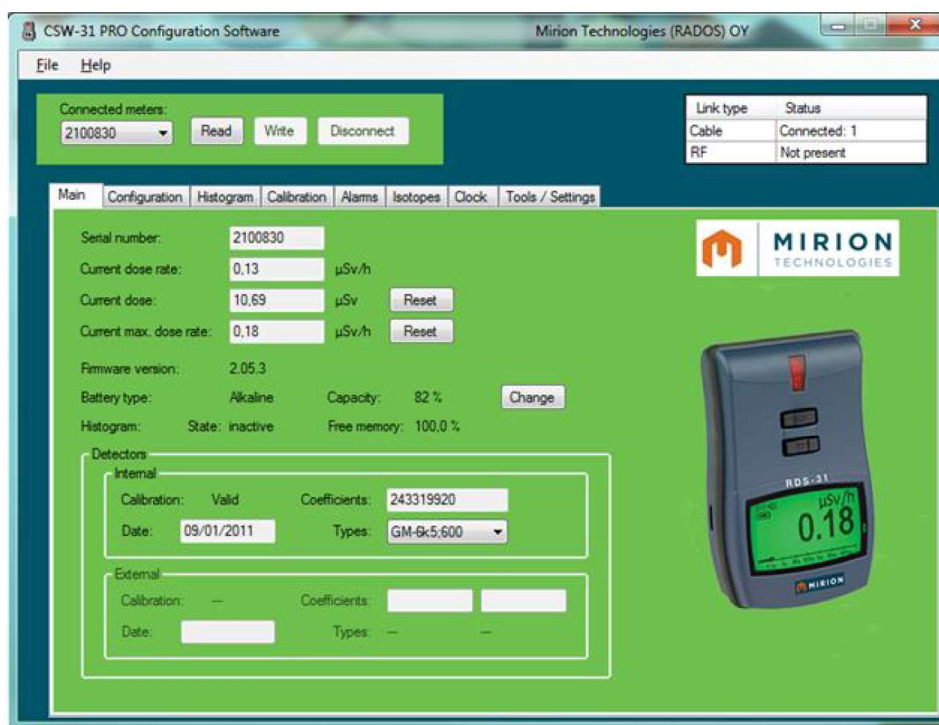 CSW-31 PRO Configuration Software Mirion Technologies (RADOS) OY
File Help
Connected meters:
2100830 Read Write Disconnect
Link type Status
Cable Connected: 1
RF Not present
Main Configuration Histogram Calibration Alarms Isotopes Clock Tools / Settings
Serial number: 2100830
Current dose rate: 0,13 µSv/h
Current dose: 10,69 µSv Reset
Current max. dose rate: 0,18 µSv/h Reset
Firmware version: 2.05.3
Battery type: Alkaline Capacity: 82 % Change
Histogram: State: inactive Free memory: 100,0 %
Detectors
Internal
Calibration: Valid Coefficients: 243319920
Date: 09/01/2011 Types: GM-6k5;600
External
Calibration: — Coefficients:
Date: Types: — —
MIRION
TECHNOLOGIES
RDS-31
µSv/h
0.18
MIRION